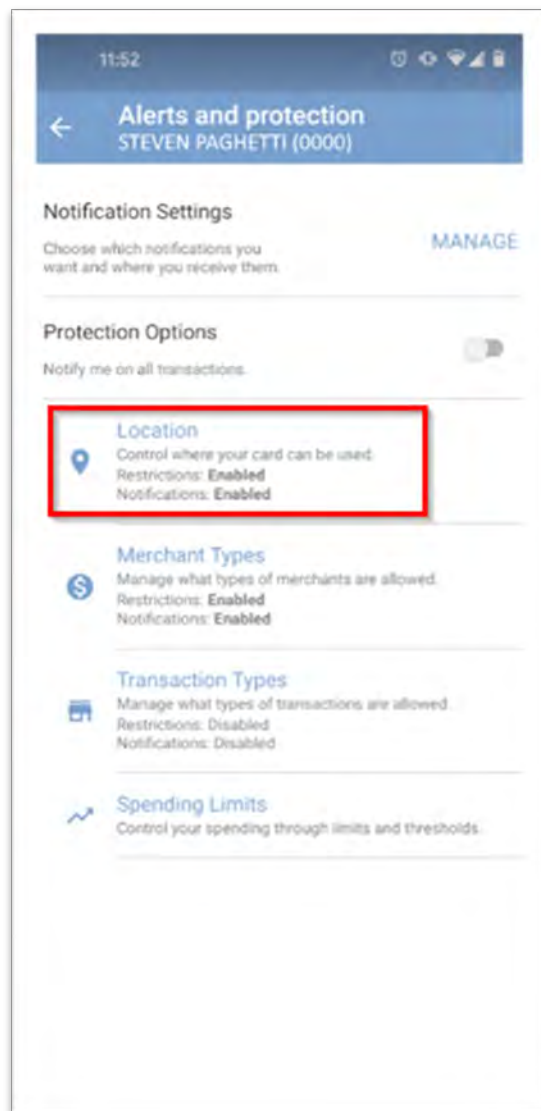 11:52
Alerts and protection
STEVEN PAGHETTI (0000)
Notification Settings
Choose which notifications you
want and where you receive them.
MANAGE
Protection Options
Notify me on all transactions.
Location
Control where your card can be used.
Restrictions: Enabled
Notifications: Enabled
Merchant Types
Manage what types of merchants are allowed.
Restrictions: Enabled
Notifications: Enabled
Transaction Types
Manage what types of transactions are allowed.
Restrictions: Disabled
Notifications: Disabled
Spending Limits
Control your spending through limits and thresholds.